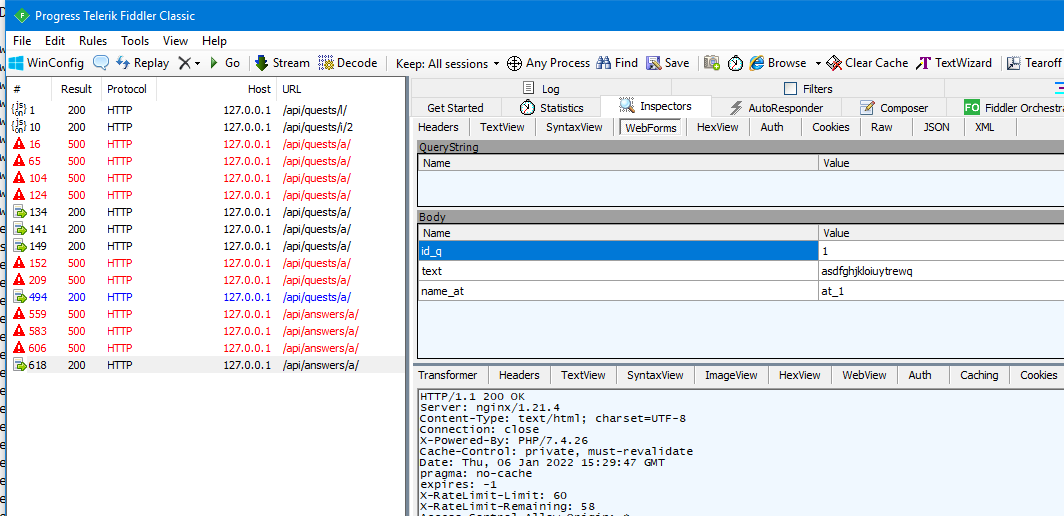 Progress Telerik Fiddler Classic
File Edit Rules Tools View Help
WinConfig Replay Go Stream Decode Keep: All sessions Any Process Find Save Browse Clear Cache TextWizard Tearoff
# Result Protocol Host URL
1 200 HTTP 127.0.0.1 /api/quests/l/
10 200 HTTP 127.0.0.1 /api/quests/i/2
16 500 HTTP 127.0.0.1 /api/quests/a/
65 500 HTTP 127.0.0.1 /api/quests/a/
104 500 HTTP 127.0.0.1 /api/quests/a/
124 500 HTTP 127.0.0.1 /api/quests/a/
134 200 HTTP 127.0.0.1 /api/quests/a/
141 200 HTTP 127.0.0.1 /api/quests/a/
149 200 HTTP 127.0.0.1 /api/quests/a/
152 500 HTTP 127.0.0.1 /api/quests/a/
209 500 HTTP 127.0.0.1 /api/quests/a/
494 200 HTTP 127.0.0.1 /api/quests/a/
559 500 HTTP 127.0.0.1 /api/answers/a/
583 500 HTTP 127.0.0.1 /api/answers/a/
606 500 HTTP 127.0.0.1 /api/answers/a/
618 200 HTTP 127.0.0.1 /api/answers/a/
Log Filters
Get Started Statistics Inspectors AutoResponder Composer FO Fiddler Orchestra
Headers TextView SyntaxView WebForms HexView Auth Cookies Raw JSON XML
QueryString
Name Value
Body
Name Value
id_q 1
text asdfghjkloiuytrewq
name_at at_1
Transformer Headers TextView SyntaxView ImageView HexView WebView Auth Caching Cookies
HTTP/1.1 200 OK
Server: nginx/1.21.4
Content-Type: text/html; charset=UTF-8
Connection: close
X-Powered-By: PHP/7.4.26
Cache-Control: private, must-revalidate
Date: Thu, 06 Jan 2022 15:29:47 GMT
pragma: no-cache
expires: -1
X-RateLimit-Limit: 60
X-RateLimit-Remaining: 58